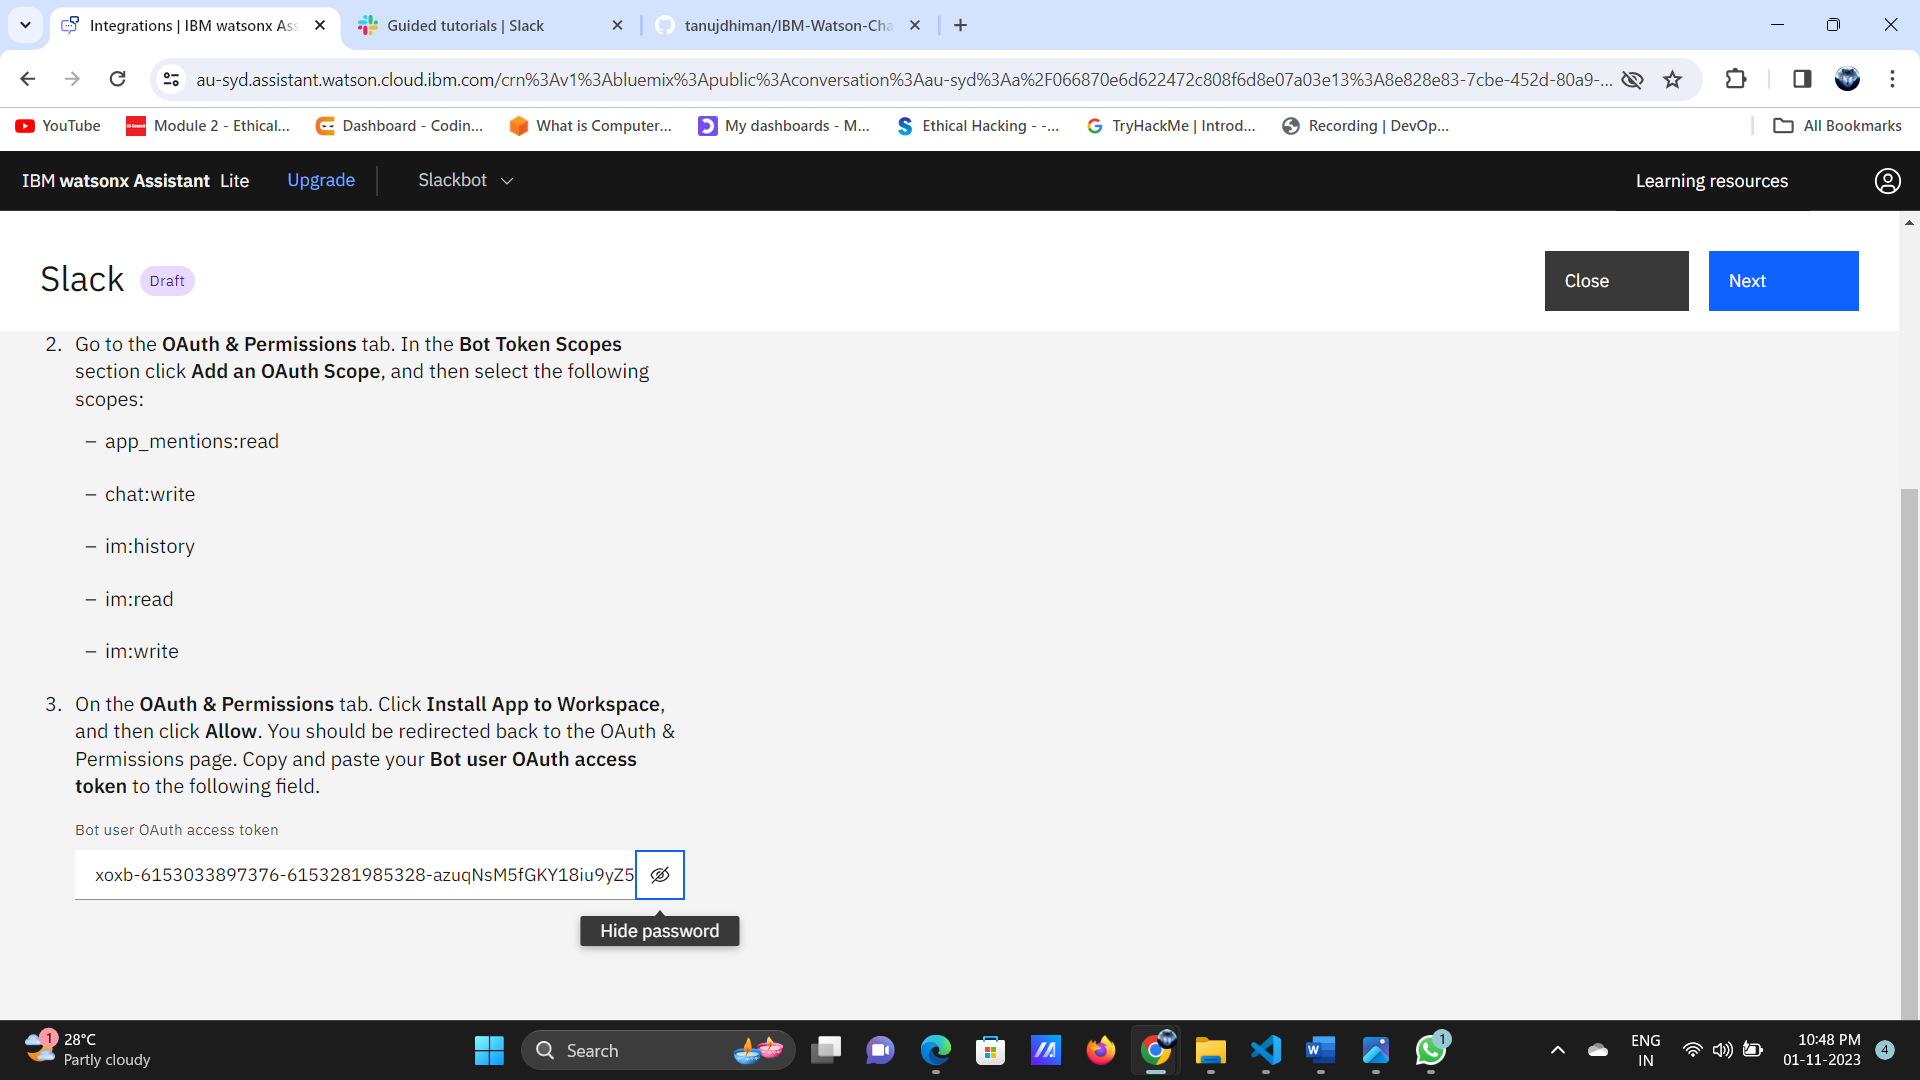 Integrations | IBM watsonx Ass
Guided tutorials | Slack
tanujdhiman/IBM-Watson-Cha
au-syd.assistant.watson.cloud.ibm.com/crn%3Av1%3Abluemix%3Apublic%3Aconversation%3Aau-syd%3Aa%2F066870e6d622472c808f6d8e07a03e13%3A8e828e83-7cbe-452d-80a9-...
YouTube
Module 2 - Ethical...
Dashboard - Codin...
What is Computer...
My dashboards - M...
Ethical Hacking - -...
TryHackMe | Introd...
Recording | DevOp...
All Bookmarks
IBM watsonx Assistant Lite
Upgrade
Slackbot
Learning resources
Slack
Draft
Close
Next
2. Go to the OAuth & Permissions tab. In the Bot Token Scopes
section click Add an OAuth Scope, and then select the following
scopes:
– app_mentions:read
– chat:write
– im:history
– im:read
– im:write
3. On the OAuth & Permissions tab. Click Install App to Workspace,
and then click Allow. You should be redirected back to the OAuth &
Permissions page. Copy and paste your Bot user OAuth access
token to the following field.
Bot user OAuth access token
xoxb-6153033897376-6153281985328-azuqNsM5fGKY18iu9yZ5
Hide password
1
28°C
Partly cloudy
Search
1
ENG
IN
10:48 PM
01-11-2023
4